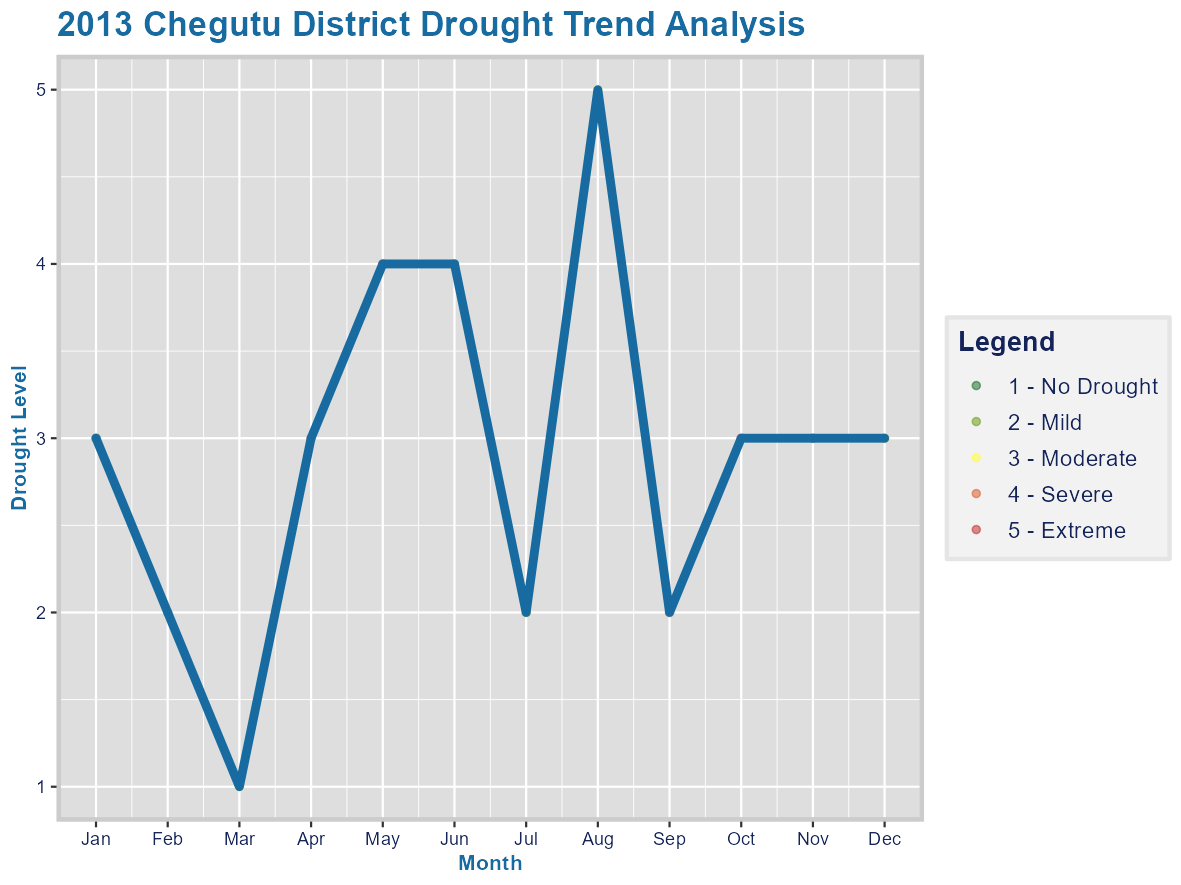 2013 Chegutu District Drought Trend Analysis
Drought Level
5
4
3
2
1
Jan Feb Mar Apr May Jun Jul Aug Sep Oct Nov Dec
Month
Legend
1 - No Drought
2 - Mild
3 - Moderate
4 - Severe
5 - Extreme